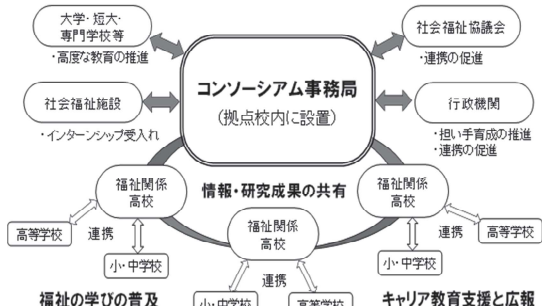 大学・短大・
専門学校等
・高度な教育の推進
社会福祉協議会
・連携の促進
コンソーシアム事務局
(拠点校内に設置)
社会福祉施設
・インターンシップ受入れ
行政機関
・担い手育成の推進
・連携の促進
福祉関係
高校
情報・研究成果の共有
福祉関係
高校
福祉関係
高校
高等学校
連携
小・中学校
連携
高等学校
小・中学校
連携
小・中学校
高等学校
福祉の学びの普及
キャリア教育支援と広報